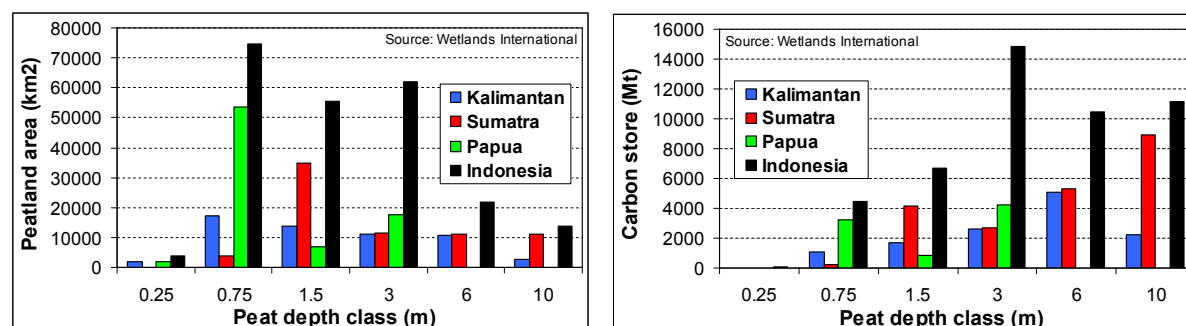 80000
70000
60000
50000
40000
30000
20000
10000
0
Peatland area (km2)
Source: Wetlands International
Kalimantan
Sumatra
Papua
Indonesia
0.25 0.75 1.5 3 6 10
Peat depth class (m)
16000
14000
12000
10000
8000
6000
4000
2000
0
Carbon store (Mt)
Source: Wetlands International
Kalimantan
Sumatra
Papua
Indonesia
0.25 0.75 1.5 3 6 10
Peat depth class (m)